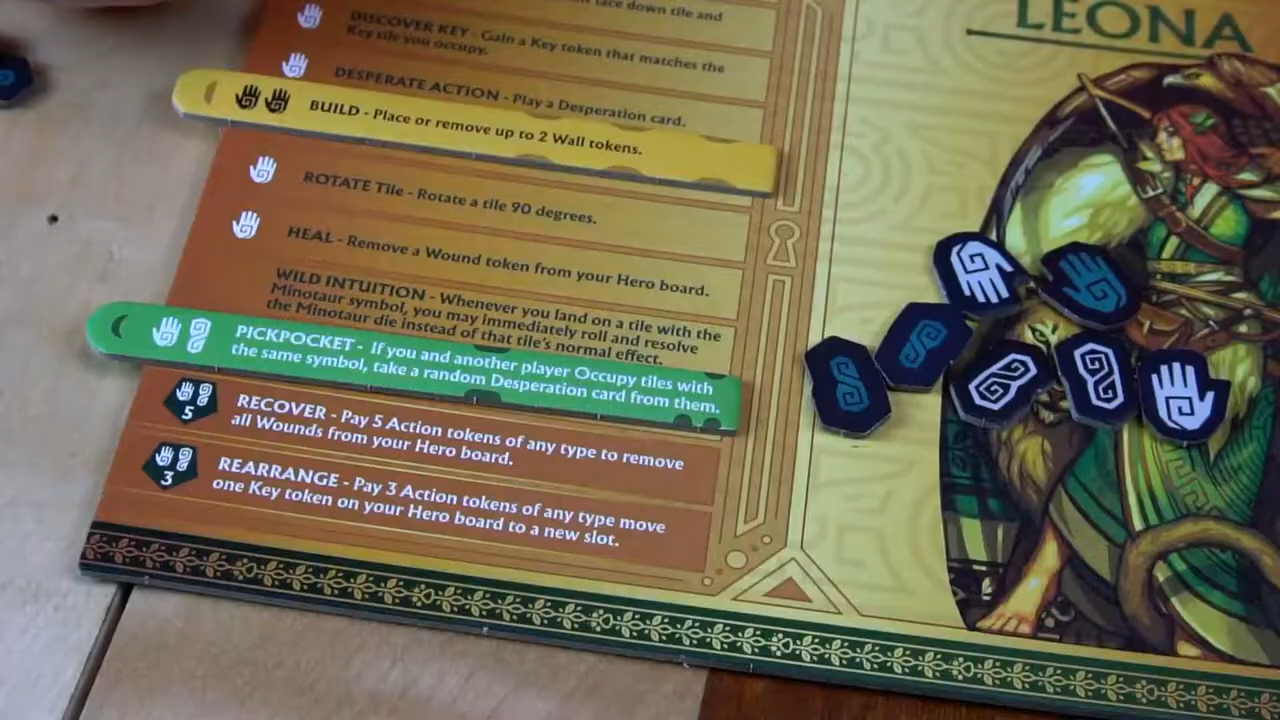 face down tile and
DISCOVER KEY - Gain a Key token that matches the
Key tile you occupy.
DESPERATE ACTION - Play a Desperation card.
BUILD - Place or remove up to 2 Wall tokens.
ROTATE Tile - Rotate a tile 90 degrees.
HEAL - Remove a Wound token from your Hero board.
WILD INTUITION - Whenever you land on a tile with the
Minotaur symbol, you may immediately roll and resolve
the Minotaur die instead of that tile's normal effect.
PICKPOCKET - If you and another player Occupy tiles with
the same symbol, take a random Desperation card from them.
5
RECOVER - Pay 5 Action tokens of any type to remove
all Wounds from your Hero board.
3
REARRANGE - Pay 3 Action tokens of any type move
one Key token on your Hero board to a new slot.
LEONA